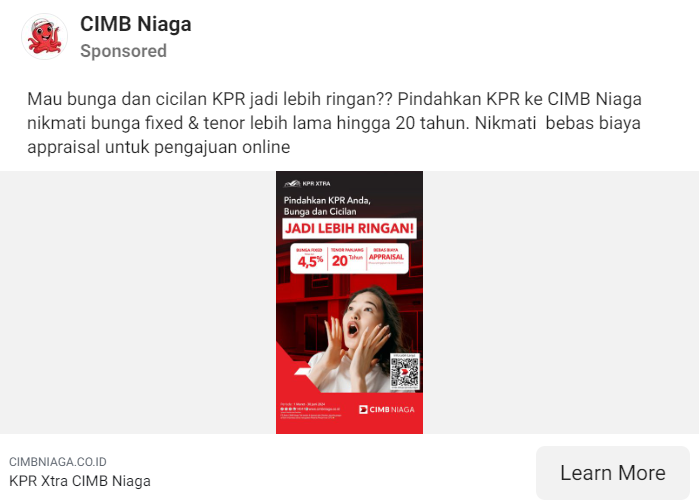 CIMB Niaga
Sponsored
Mau bunga dan cicilan KPR jadi lebih ringan?? Pindahkan KPR ke CIMB Niaga
nikmati bunga fixed & tenor lebih lama hingga 20 tahun. Nikmati bebas biaya
appraisal untuk pengajuan online
KPR XTRA
Pindahkan KPR Anda,
Bunga dan Cicilan
JADI LEBIH RINGAN!
BUNGA FIXED
4,5%
TENOR PANJANG
20 Tahun
BEBAS BIAYA
APPRAISAL
CIMB NIAGA
CIMBNIAGA.CO.ID
KPR Xtra CIMB Niaga
Learn More